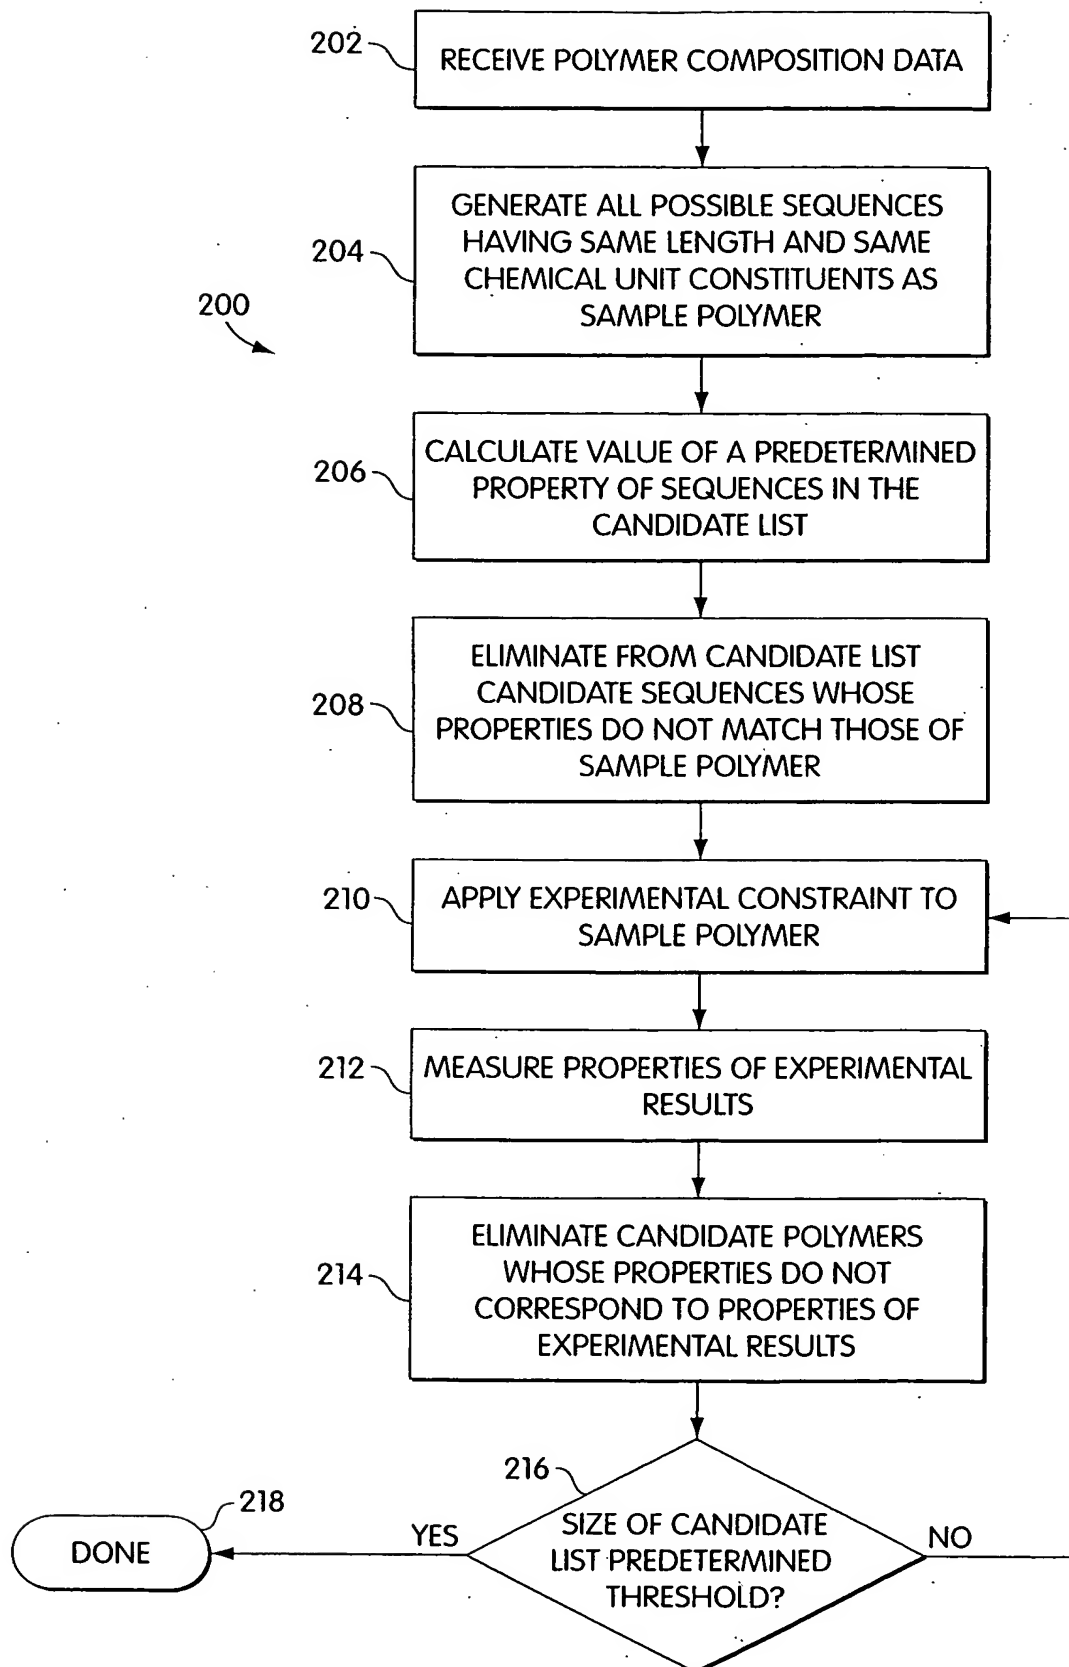 202
RECEIVE POLYMER COMPOSITION DATA
204
GENERATE ALL POSSIBLE SEQUENCES
HAVING SAME LENGTH AND SAME
CHEMICAL UNIT CONSTITUENTS AS
SAMPLE POLYMER
200
206
CALCULATE VALUE OF A PREDETERMINED
PROPERTY OF SEQUENCES IN THE
CANDIDATE LIST
208
ELIMINATE FROM CANDIDATE LIST
CANDIDATE SEQUENCES WHOSE
PROPERTIES DO NOT MATCH THOSE OF
SAMPLE POLYMER
210
APPLY EXPERIMENTAL CONSTRAINT TO
SAMPLE POLYMER
212
MEASURE PROPERTIES OF EXPERIMENTAL
RESULTS
214
ELIMINATE CANDIDATE POLYMERS
WHOSE PROPERTIES DO NOT
CORRESPOND TO PROPERTIES OF
EXPERIMENTAL RESULTS
216
SIZE OF CANDIDATE
LIST PREDETERMINED
THRESHOLD?
YES
NO
218
DONE